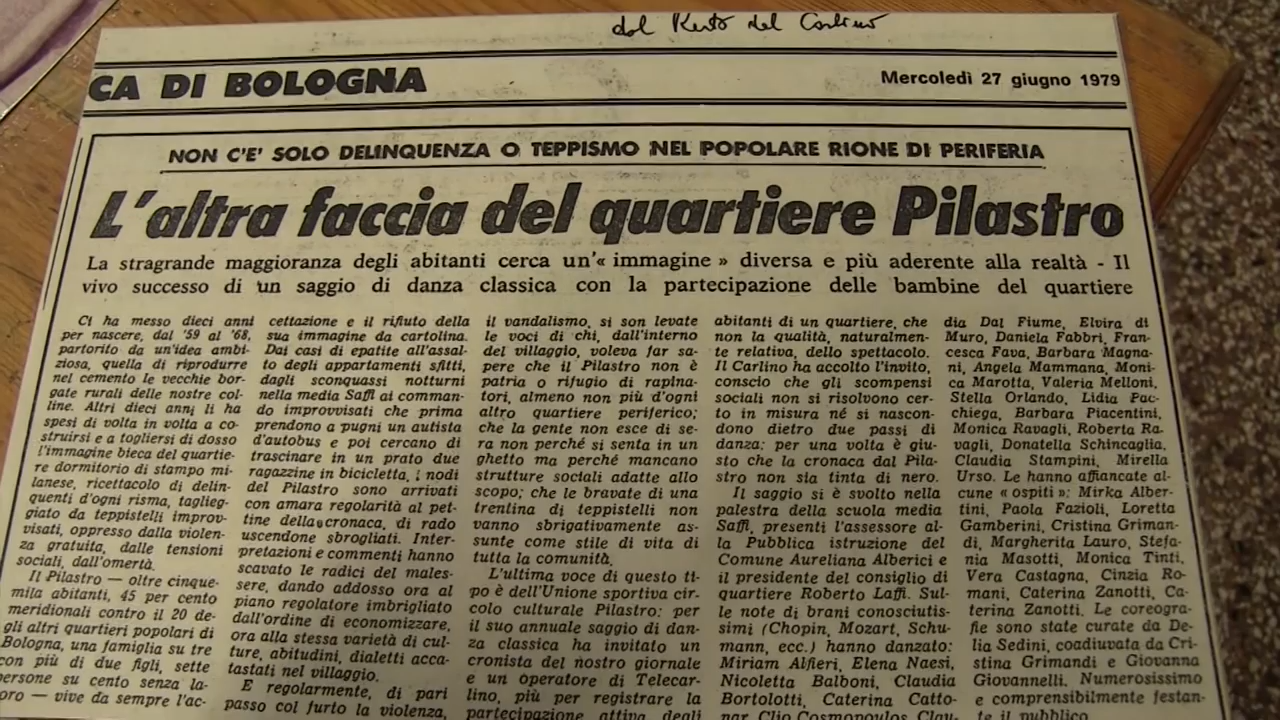 dal Resto del Carlino
CA DI BOLOGNA
Mercoledì 27 giugno 1979
NON C'E' SOLO DELINQUENZA O TEPPISMO NEL POPOLARE RIONE DI PERIFERIA
L'altra faccia del quartiere Pilastro
La stragrande maggioranza degli abitanti cerca un'« immagine » diversa e più aderente alla realtà - Il
vivo successo di un saggio di danza classica con la partecipazione delle bambine del quartiere
Ci ha messo dieci anni
per nascere, dal '59 al '68,
partorito da un'idea ambi-
ziosa, quella di riprodurre
nel cemento le vecchie bor-
gate rurali delle nostre col-
line. Altri dieci anni li ha
spesi di volta in volta a co-
struirsi e a togliersi di dosso
l'immagine bieca del quartie-
re dormitorio di stampo mi-
lanese, ricettacolo di delin-
quenti d'ogni risma, taglieg-
giato da teppistelli improv-
visati, oppresso dalla violen-
za gratuita, dalle tensioni
sociali, dall'omertà.
Il Pilastro — oltre cinque-
mila abitanti, 45 per cento
meridionali contro il 20 de-
gli altri quartieri popolari di
Bologna, una famiglia su tre
con più di due figli, sette
persone su cento senza la-
oro — vive da sempre l'ac-
cettazione e il rifiuto della
sua immagine da cartolina.
Dai casi di epatite all'assal-
to degli appartamenti sfitti,
dagli sconquassi notturni
nella media Saffi ai comman-
do improvvisati che prima
prendono a pugni un autista
d'autobus e poi cercano di
trascinare in un prato due
ragazzine in bicicletta, i nodi
del Pilastro sono arrivati
con amara regolarità al pet-
tine della cronaca, di rado
uscendone sbrogliati. Inter-
pretazioni e commenti hanno
scavato le radici del males-
sere, dando addosso ora al
piano regolatore imbrigliato
dall'ordine di economizzare,
ora alla stessa varietà di cul-
ture, abitudini, dialetti acca-
tastati nel villaggio.
E regolarmente, di pari
passo col furto la violenza,
il vandalismo, si son levate
le voci di chi, dall'interno
del villaggio, voleva far sa-
pere che il Pilastro non è
patria o rifugio di rapina-
tori, almeno non più d'ogni
altro quartiere periferico;
che la gente non esce di se-
ra non perché si senta in un
ghetto ma perché mancano
strutture sociali adatte allo
scopo; che le bravate di una
trentina di teppistelli non
vanno sbrigativamente as-
sunte come stile di vita di
tutta la comunità.
L'ultima voce di questo ti-
po è dell'Unione sportiva cir-
colo culturale Pilastro: per
il suo annuale saggio di dan-
za classica ha invitato un
cronista del nostro giornale
e un operatore di Telecar-
lino, più per registrare la
partecipazione attiva degli
abitanti di un quartiere, che
non la qualità, naturalmen-
te relativa, dello spettacolo.
Il Carlino ha accolto l'invito,
conscio che gli scompensi
sociali non si risolvono cer-
to in misura né si nascon-
dono dietro due passi di
danza: per una volta è giu-
sto che la cronaca dal Pila-
stro non sia tinta di nero.
Il saggio si è svolto nella
palestra della scuola media
Saffi, presenti l'assessore al-
la Pubblica istruzione del
Comune Aureliana Alberici e
il presidente del consiglio di
quartiere Roberto Laffi. Sul-
le note di brani conosciutis-
simi (Chopin, Mozart, Schu-
mann, ecc.) hanno danzato:
Miriam Alfieri, Elena Naesi,
Nicoletta Balboni, Claudia
Bortolotti, Caterina Catto-
nar, Clio Cosmopoulos, Clau-
dia Dal Fiume, Elvira di
Muro, Daniela Fabbri, Fran-
cesca Fava, Barbara Magna-
ni, Angela Mammana, Moni-
ca Marotta, Valeria Melloni,
Stella Orlando, Lidia Pac-
chiega, Barbara Piacentini,
Monica Ravagli, Roberta Ra-
vagli, Donatella Schincaglia,
Claudia Stampini, Mirella
Urso. Le hanno affiancate al-
cune « ospiti »: Mirka Alber-
tini, Paola Fazioli, Loretta
Gamberini, Cristina Griman-
di, Margherita Lauro, Stefa-
nia Masotti, Monica Tinti,
Vera Castagna, Cinzia Ro-
mani, Caterina Zanotti, Ca-
terina Zanotti. Le coreogra-
fie sono state curate da De-
lia Sedini, coadiuvata da Cri-
stina Grimandi e Giovanna
Giovannelli. Numerosissimo
e comprensibilmente festan-
te il pubblico.